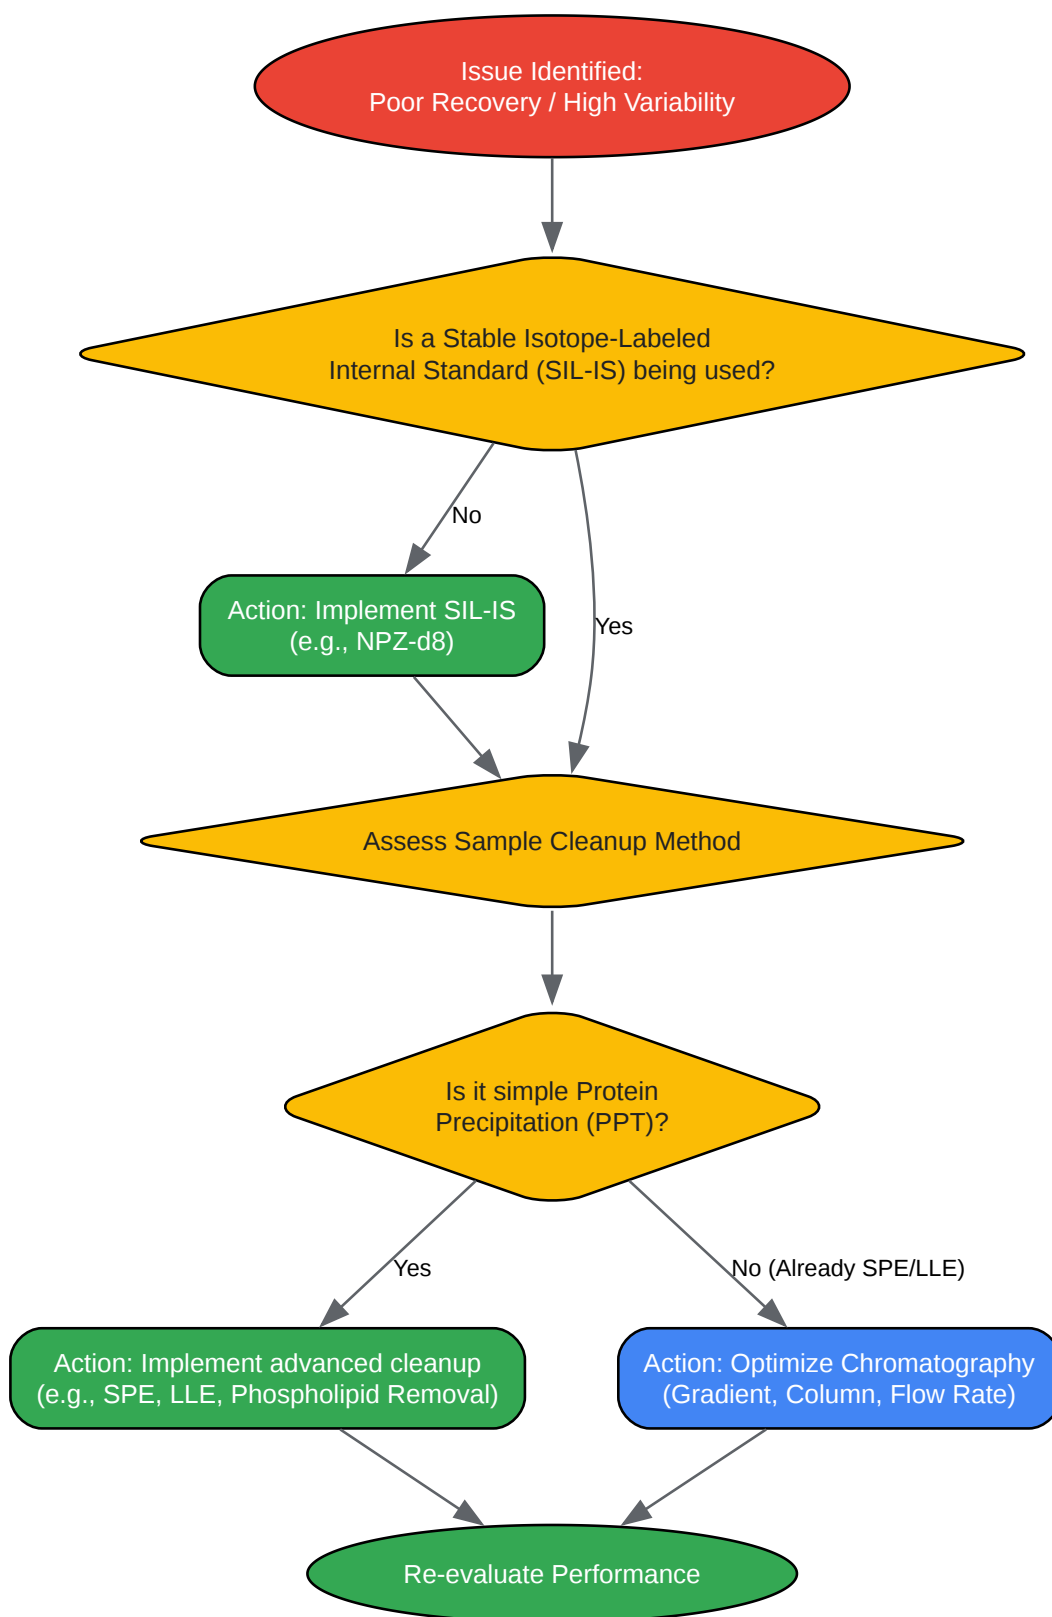 Issue Identified:
Poor Recovery / High Variability
Is a Stable Isotope-Labeled
Internal Standard (SIL-IS) being used?
No
Yes
Action: Implement SIL-IS
(e.g., NPZ-d8)
Assess Sample Cleanup Method
Is it simple Protein
Precipitation (PPT)?
Yes
No (Already SPE/LLE)
Action: Implement advanced cleanup
(e.g., SPE, LLE, Phospholipid Removal)
Action: Optimize Chromatography
(Gradient, Column, Flow Rate)
Re-evaluate Performance